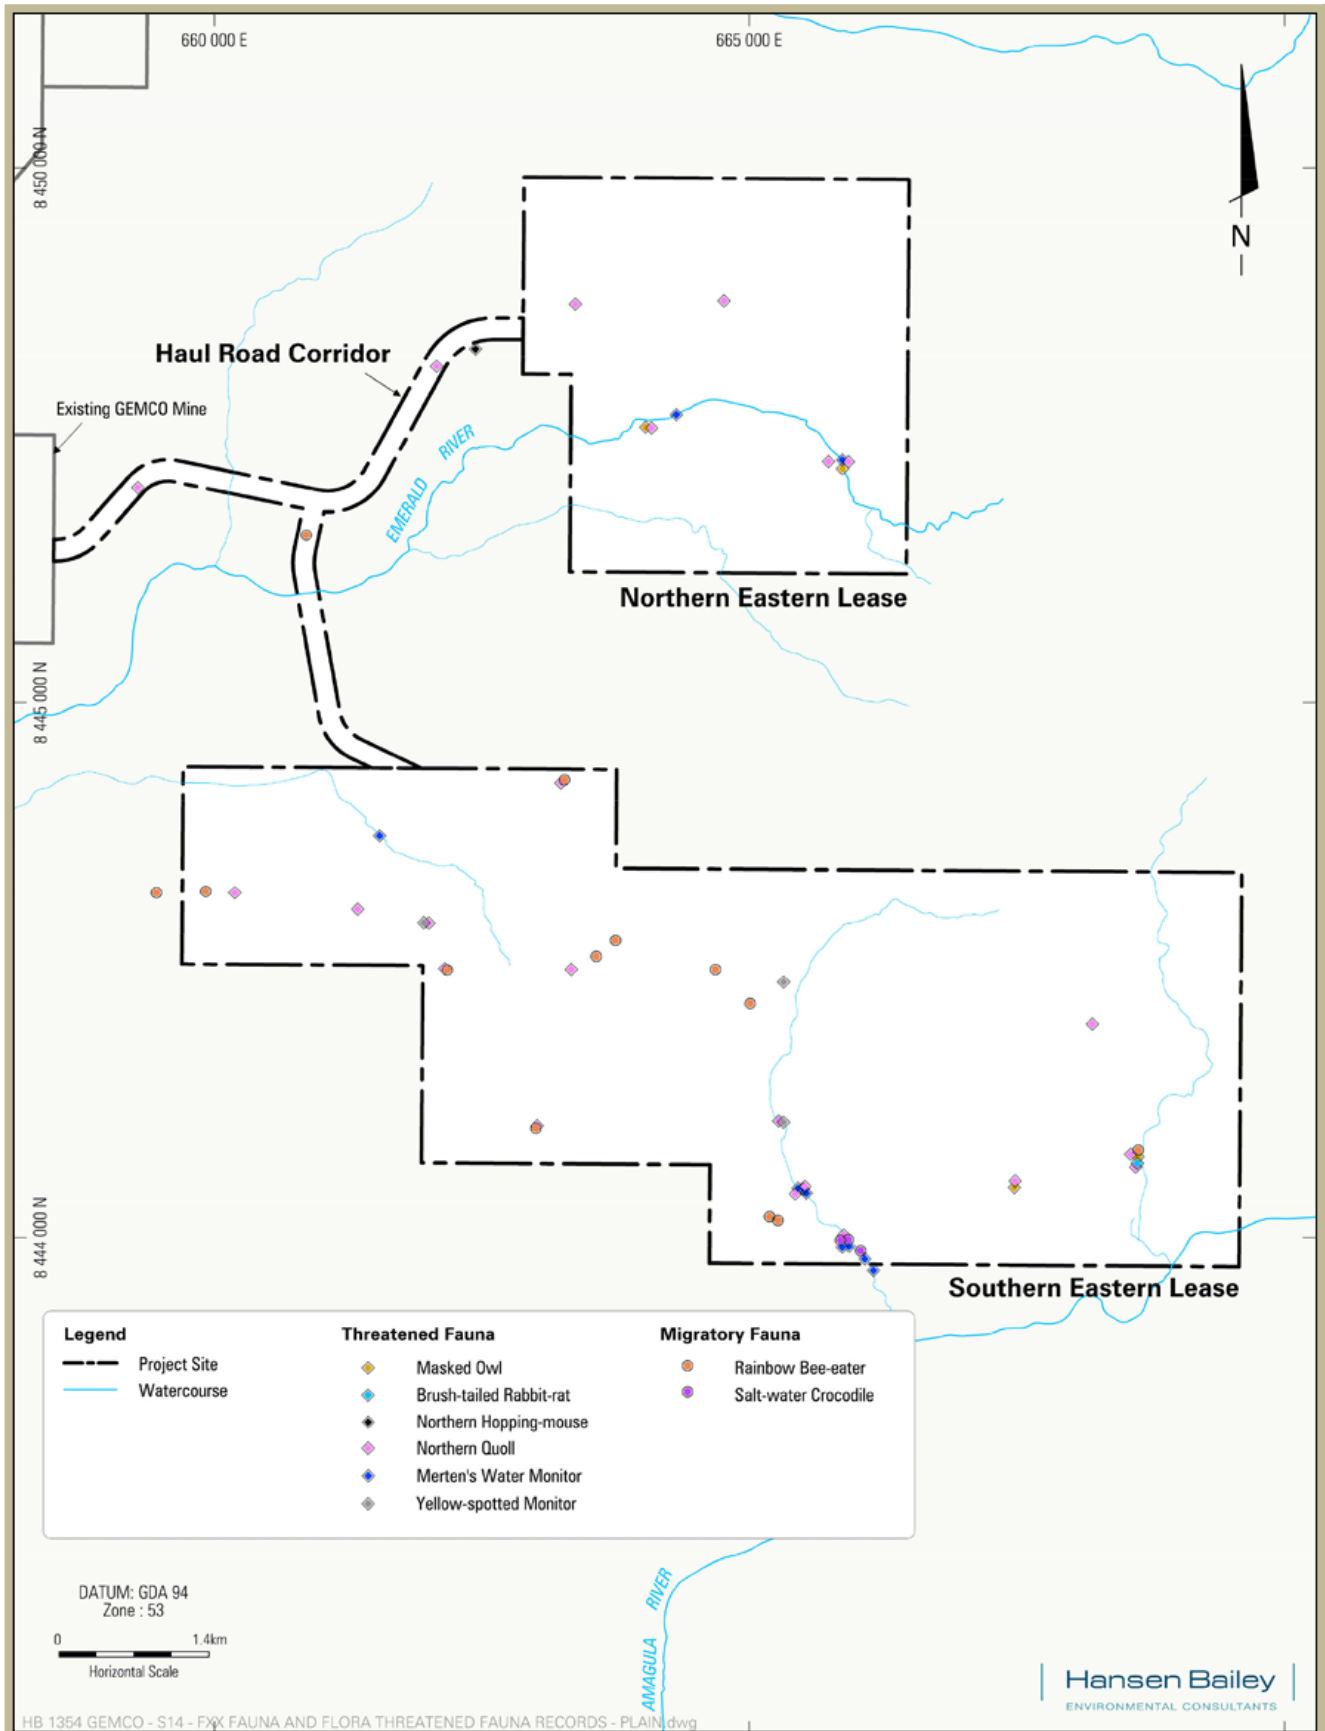 660 000 E
665 000 E
8 450 000 N
N
Haul Road Corridor
Existing GEMCO Mine
EMERALD RIVER
Northern Eastern Lease
8 445 000 N
8 444 000 N
Southern Eastern Lease
Legend
Project Site
Watercourse
Threatened Fauna
Masked Owl
Brush-tailed Rabbit-rat
Northern Hopping-mouse
Northern Quoll
Merten's Water Monitor
Yellow-spotted Monitor
Migratory Fauna
Rainbow Bee-eater
Salt-water Crocodile
AMAGULA RIVER
DATUM: GDA 94
Zone : 53
0 1.4km
Horizontal Scale
Hansen Bailey
ENVIRONMENTAL CONSULTANTS
HB 1354 GEMCO - S14 - FXX FAUNA AND FLORA THREATENED FAUNA RECORDS - PLAIN.dwg